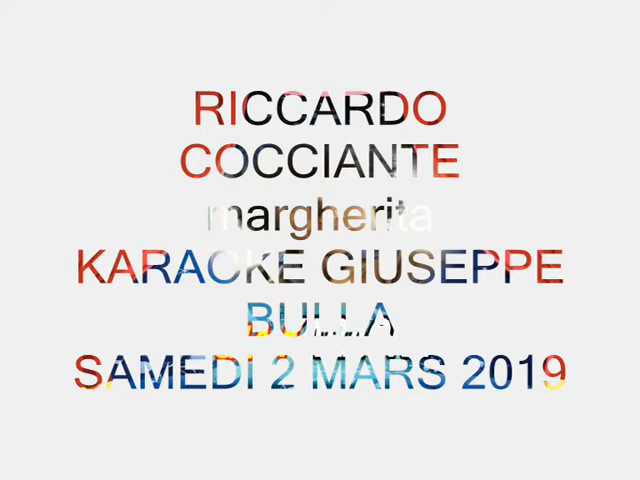 RICCARDO
COCCIANTE
margherita
KARAOKE GIUSEPPE
BULLA
SAMEDI 2 MARS 2019